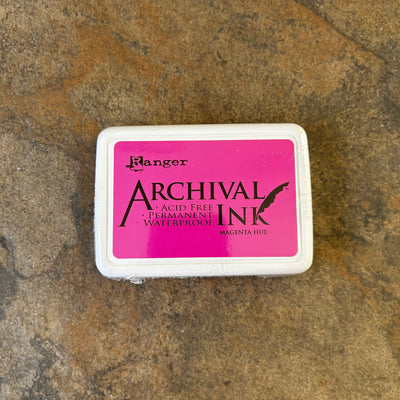 Ranger
ARCHIVAL
· ACID FREE
· PERMANENT
· WATERPROOF
INK
MAGENTA HUE